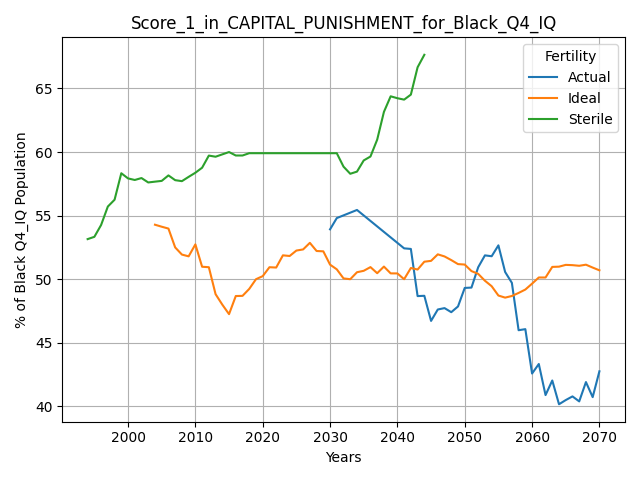 Score_1_in_CAPITAL_PUNISHMENT_for_Black_Q4_IQ
Fertility
Actual
Ideal
Sterile
% of Black Q4_IQ Population
65
60
55
50
45
40
2000
2010
2020
2030
2040
2050
2060
2070
Years